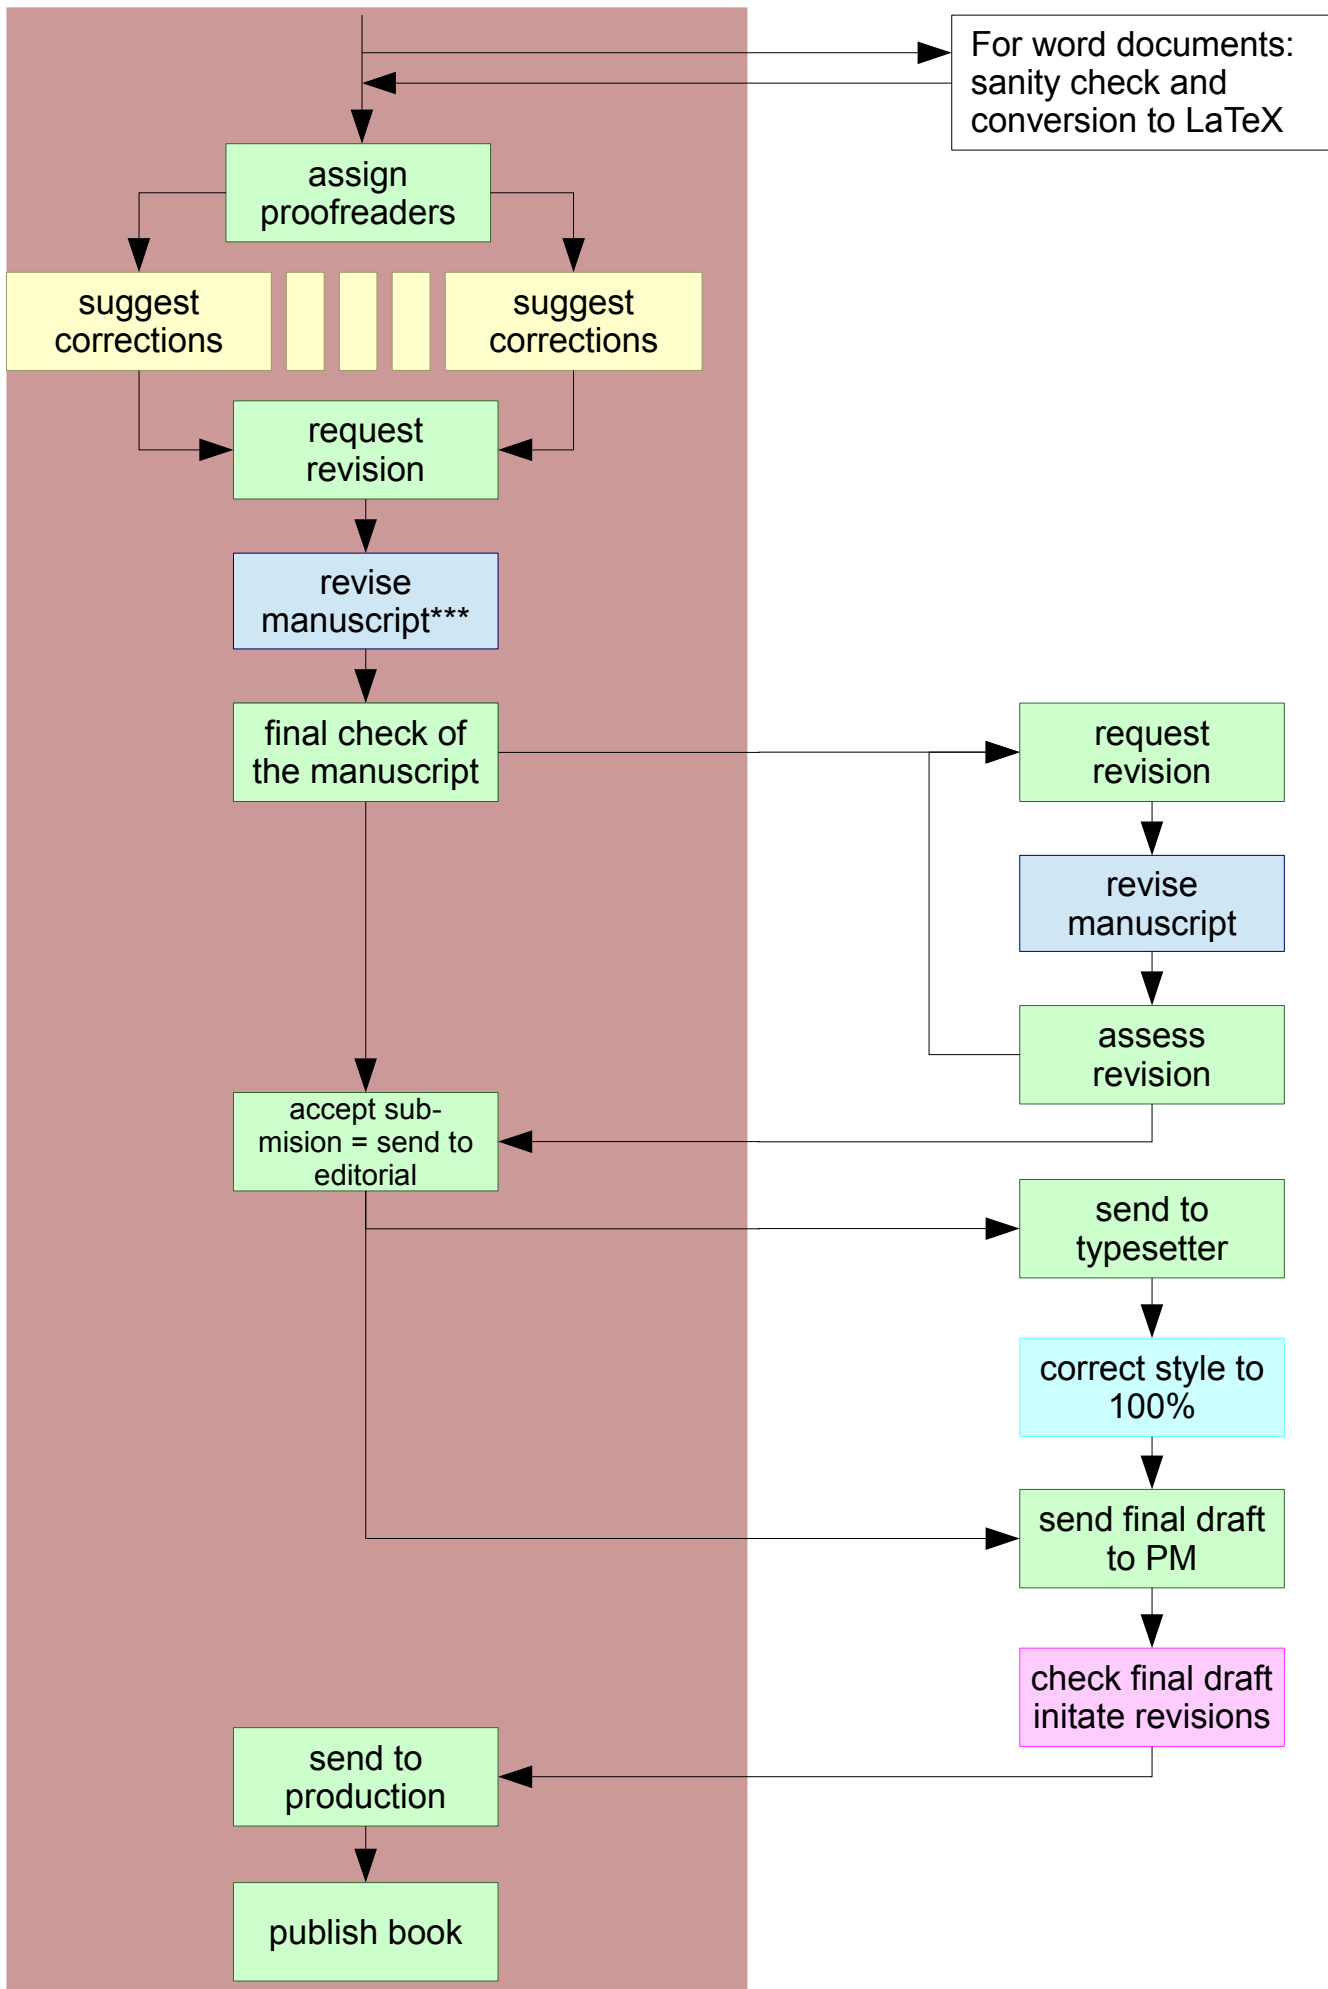 For word documents:
sanity check and
conversion to LaTeX
assign
proofreaders
suggest
corrections
suggest
corrections
request
revision
revise
manuscript***
final check of
the manuscript
request
revision
revise
manuscript
assess
revision
accept sub-
mision = send to
editorial
send to
typesetter
correct style to
100%
send final draft
to PM
check final draft
initate revisions
send to
production
publish book